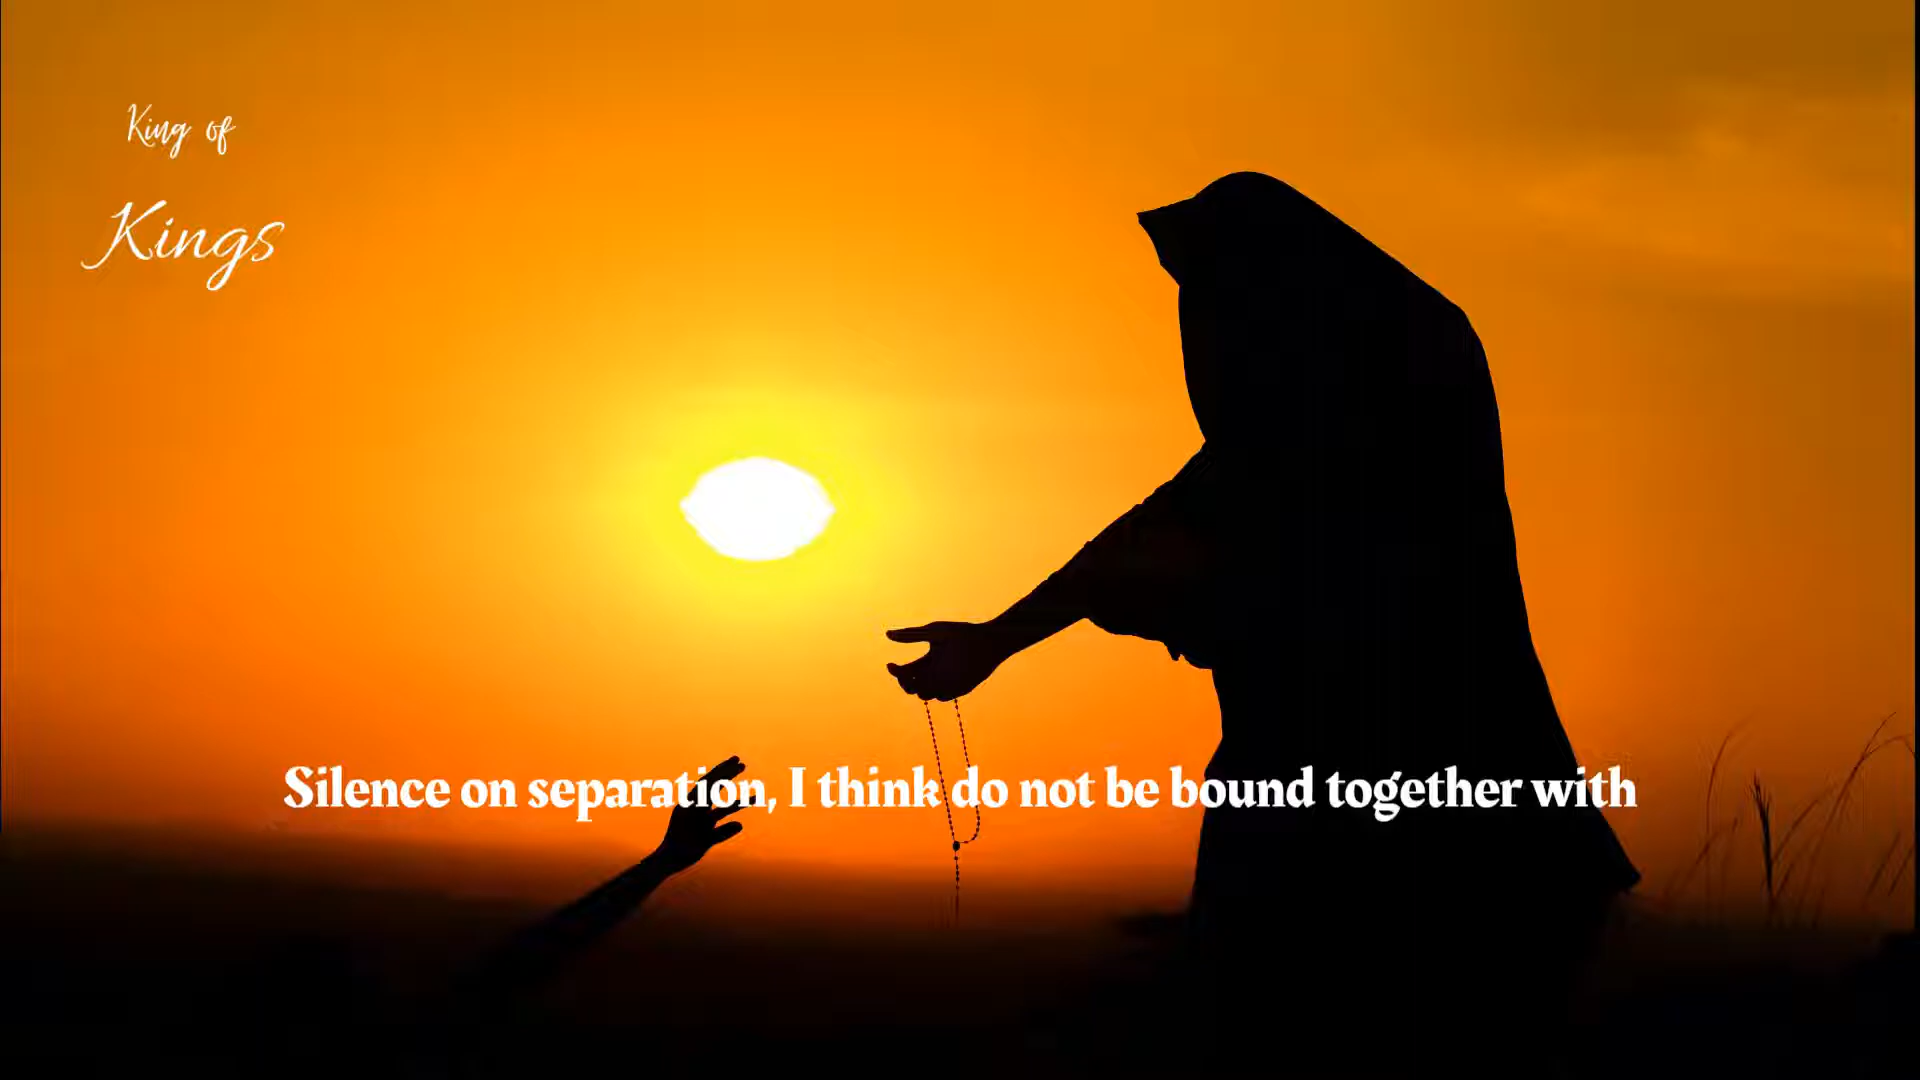 King of
Kings
Silence on separation, I think do not be bound together with